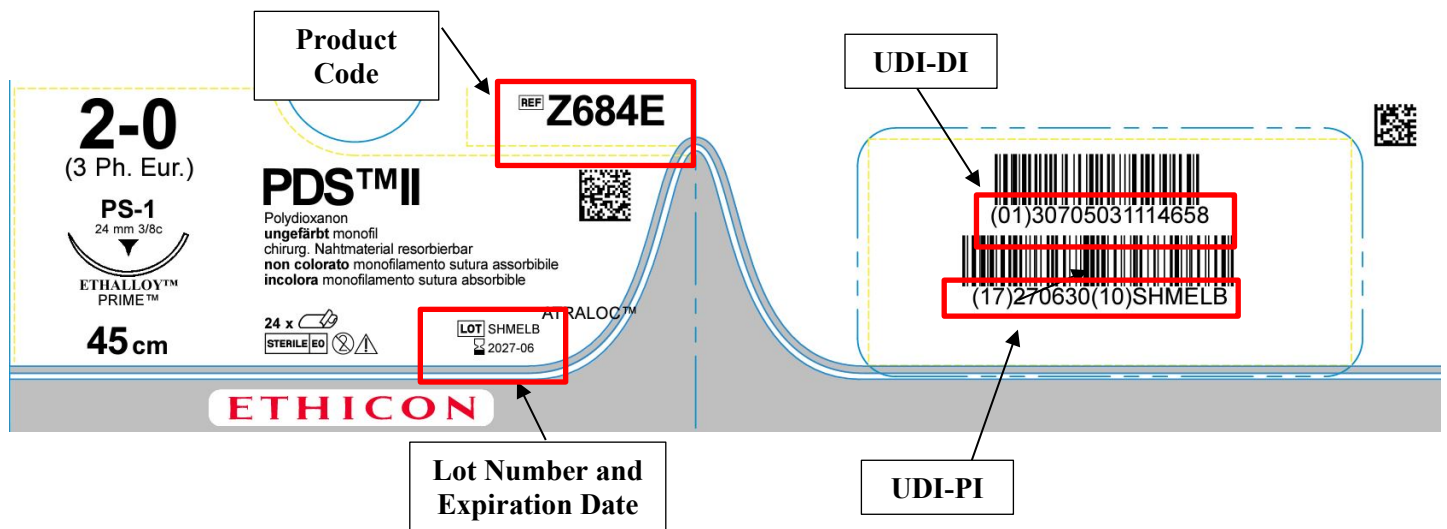 Product
Code
UDI-DI
2-0
(3 Ph. Eur.)
PS-1
24 mm 3/8c
ETHALLOY™
PRIME™
45 cm
REF Z684E
PDS™II
Polydioxanon
ungefärbt monofil
chirurg. Nahtmaterial resorbierbar
non colorato monofilamento sutura assorbibile
incolora monofilamento sutura absorbible
ATRALOC™
24 x
STERILE EO
LOT SHMELB
2027-06
ETHICON
(01)30705031114658
(17)270630(10)SHMELB
Lot Number and
Expiration Date
UDI-PI